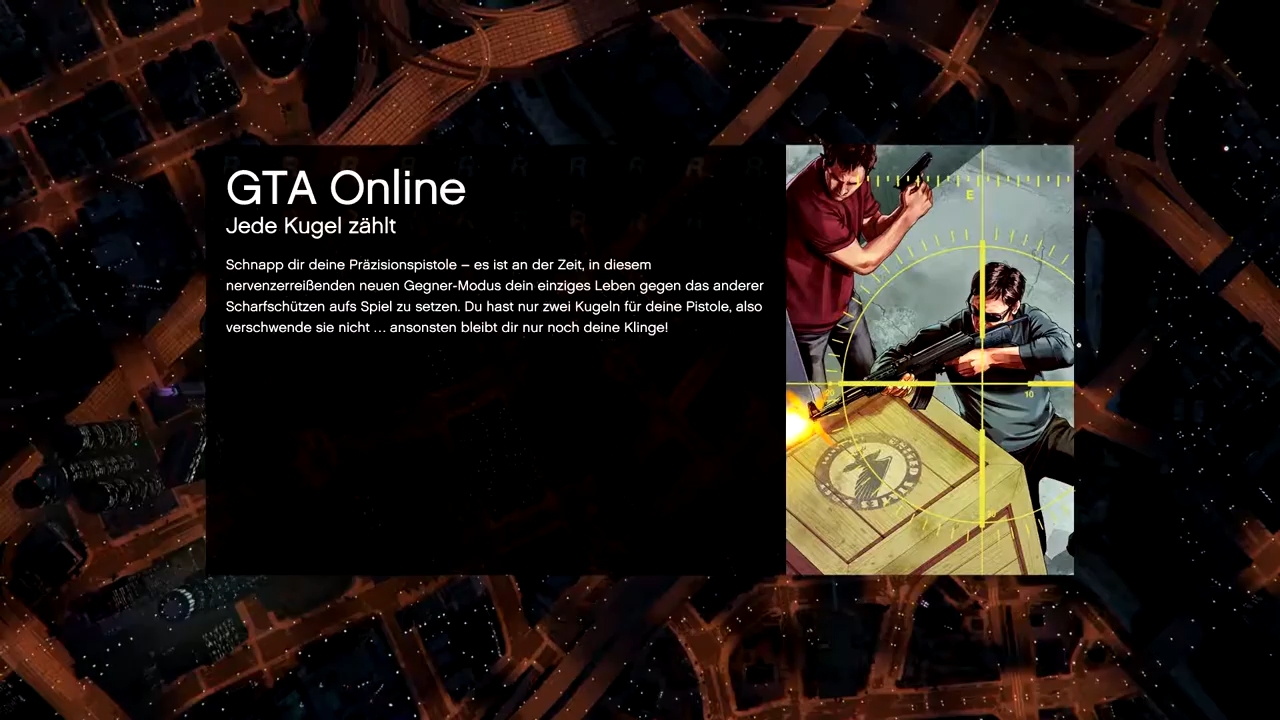 GTA Online
Jede Kugel zählt
Schnapp dir deine Präzisionspistole – es ist an der Zeit, in diesem
nervenzerreißenden neuen Gegner-Modus dein einziges Leben gegen das anderer
Scharfschützen aufs Spiel zu setzen. Du hast nur zwei Kugeln für deine Pistole, also
verschwende sie nicht ... ansonsten bleibt dir nur noch deine Klinge!
E
10